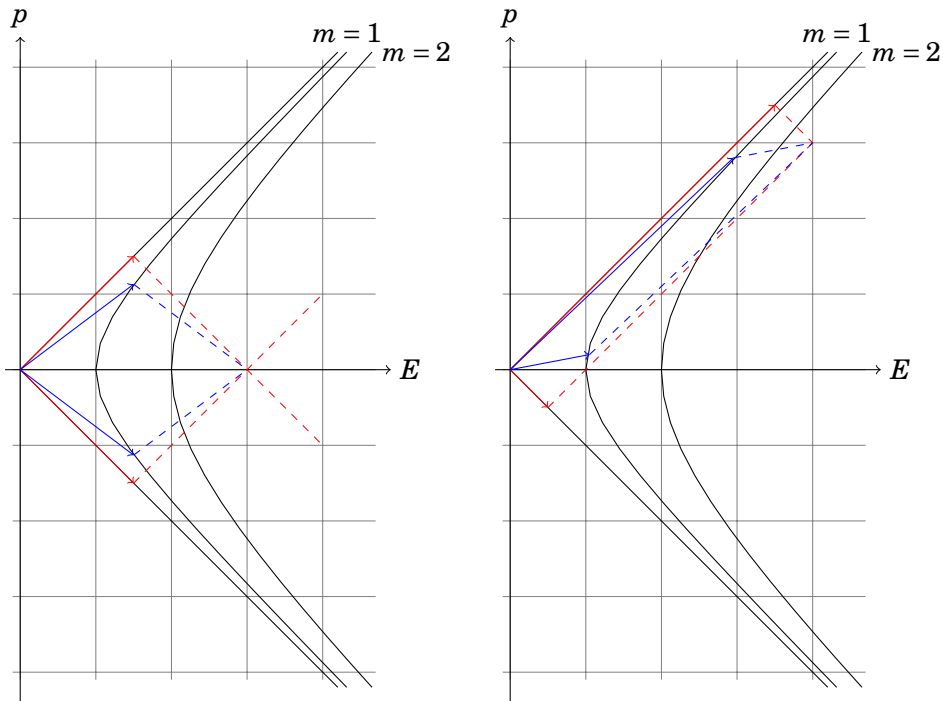 p
m = 1
m = 2
E
p
m = 1
m = 2
E